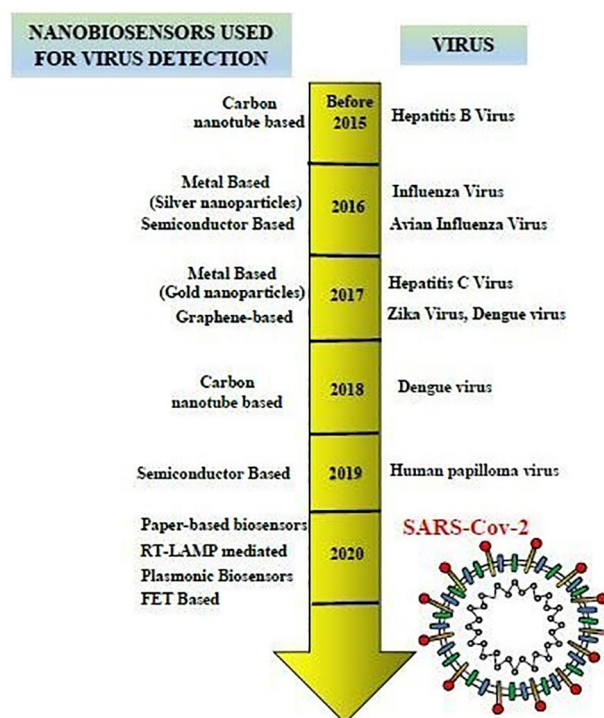 NANOBIOSENSORS USED
FOR VIRUS DETECTION
VIRUS
Carbon
nanotube based
Before
2015
Hepatitis B Virus
Metal Based
(Silver nanoparticles)
Semiconductor Based
2016
Influenza Virus
Avian Influenza Virus
Metal Based
(Gold nanoparticles)
Graphene-based
2017
Hepatitis C Virus
Zika Virus, Dengue virus
Carbon
nanotube based
2018
Dengue virus
Semiconductor Based
2019
Human papilloma virus
Paper-based biosensors
RT-LAMP mediated
Plasmonic Biosensors
FET Based
2020
SARS-Cov-2